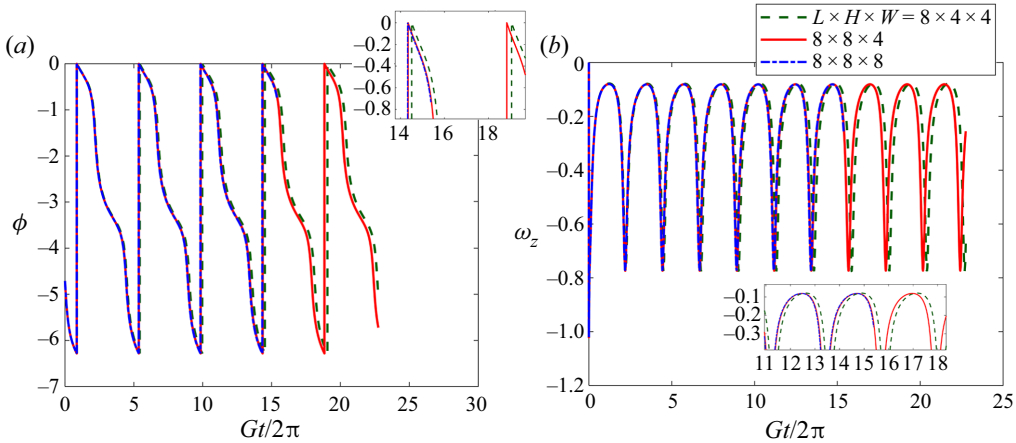 (a)
0
−1
−2
−3
−4
−5
−6
−7
ϕ
0 5 10 15 20 25 30
Gt/2π
0
−0.2
−0.4
−0.6
−0.8
14 16 18
(b)
L × H × W = 8 × 4 × 4
8 × 8 × 4
8 × 8 × 8
0
−0.2
−0.4
−0.6
−0.8
−1.0
−1.2
ω_z
0 5 10 15 20 25
Gt/2π
−0.1
−0.2
−0.3
11 12 13 14 15 16 17 18